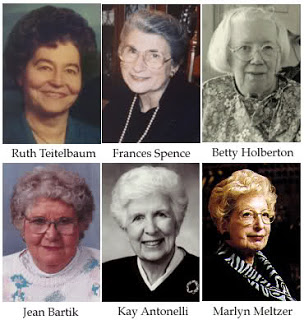 Ruth Teitelbaum Frances Spence Betty Holberton
Jean Bartik Kay Antonelli Marlyn Meltzer